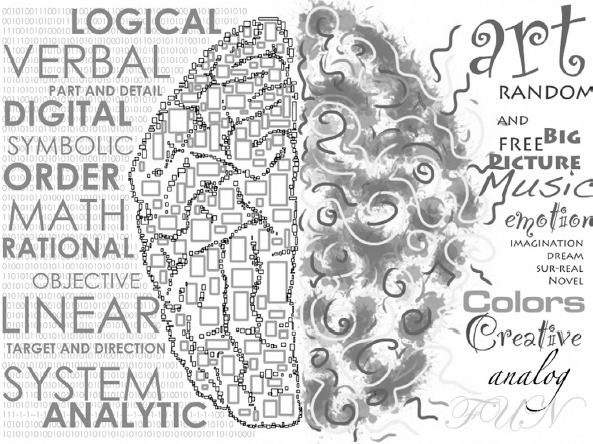 LOGICAL
VERBAL
PART AND DETAIL
DIGITAL
SYMBOLIC
ORDER
MATH
RATIONAL
OBJECTIVE
LINEAR
TARGET AND DIRECTION
SYSTEM
ANALYTIC
art
RANDOM
AND
FREE BIG
PICTURE
Music
emotion
IMAGINATION
DREAM
SUR-REAL
NOVEL
Colors
Creative
analog
FUN